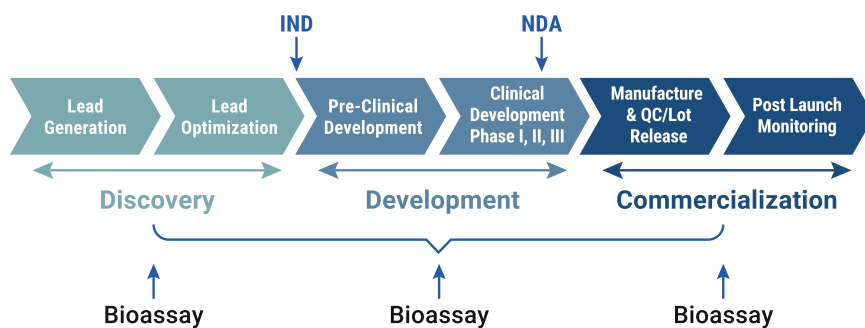 IND
NDA
Lead
Generation
Lead
Optimization
Pre-Clinical
Development
Clinical
Development
Phase I, II, III
Manufacture
& QC/Lot
Release
Post Launch
Monitoring
Discovery
Development
Commercialization
Bioassay
Bioassay
Bioassay